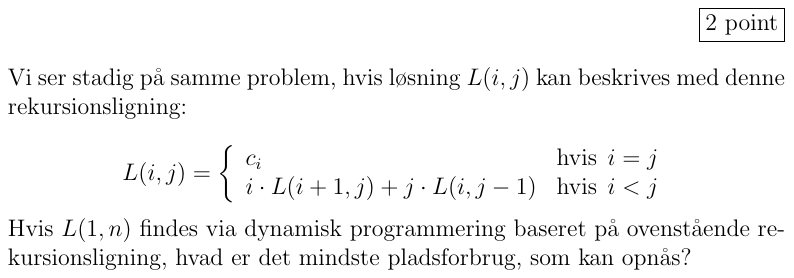 2 point
Vi ser stadig på samme problem, hvis løsning L(i, j) kan beskrives med denne
rekursionsligning:
L(i, j) = { c_i hvis i = j
i · L(i + 1, j) + j · L(i, j − 1) hvis i < j
Hvis L(1, n) findes via dynamisk programmering baseret på ovenstående re-
kursionsligning, hvad er det mindste pladsforbrug, som kan opnås?